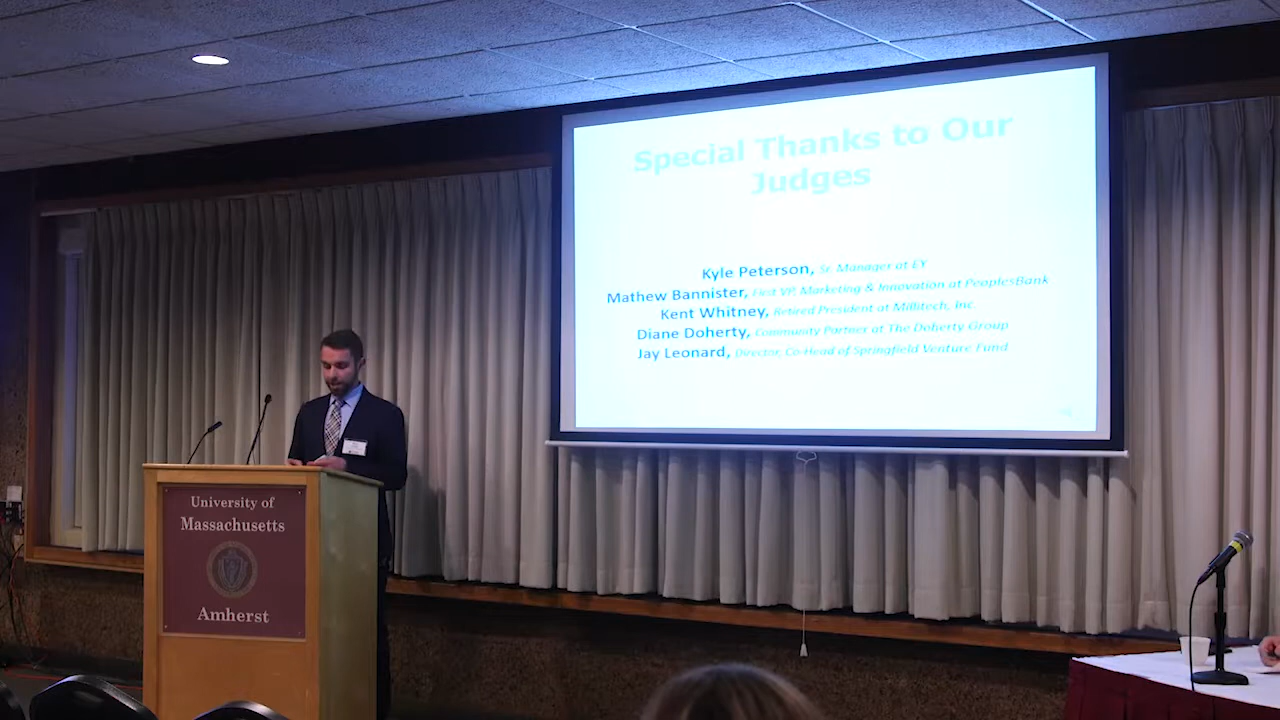 Special Thanks to Our
Judges
Kyle Peterson, Sr. Manager at EY
Mathew Bannister, First VP, Marketing & Innovation at PeoplesBank
Kent Whitney, Retired President at Millitech, Inc.
Diane Doherty, Community Partner at The Doherty Group
Jay Leonard, Director, Co-Head of Springfield Venture Fund
University of
Massachusetts
Amherst